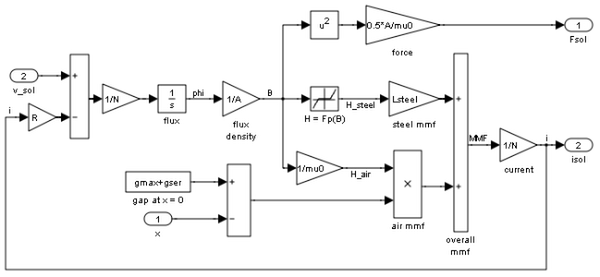 u²
0.5*A/mu0
1
force
Fsol
2
v_sol
+
1/N
1
s
phi
1/A
B
H_steel
Lsteel
+
i
R
−
flux
flux
density
H = Fp(B)
steel mmf
MMF
1/N
i
2
isol
current
1/mu0
H_air
gmax+gser
+
gap at x = 0
1
x
−
×
air mmf
+
overall
mmf